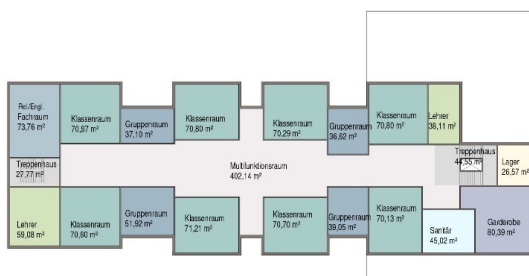 Rel/Engl.
Fachraum
73,76 m²
Klassenraum
70,97 m²
Gruppenraum
37,10 m²
Klassenraum
70,80 m²
Klassenraum
70,29 m²
Gruppenraum
36,62 m²
Klassenraum
70,80 m²
Lehrer
38,11 m²
Treppenhaus
27,77 m²
Multifunktionsraum
402,14 m²
Treppenhaus
44,55 m²
Lager
26,57 m²
Lehrer
59,08 m²
Klassenraum
70,60 m²
Gruppenraum
51,92 m²
Klassenraum
71,21 m²
Klassenraum
70,70 m²
Gruppenraum
39,05 m²
Klassenraum
70,13 m²
Sanitär
45,02 m²
Garderobe
80,39 m²